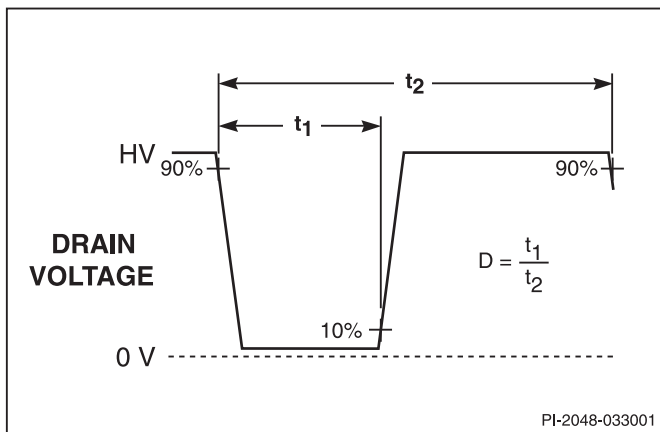 t2
t1
HV
90%
90%
DRAIN
VOLTAGE
D = t1
t2
10%
0 V
PI-2048-033001